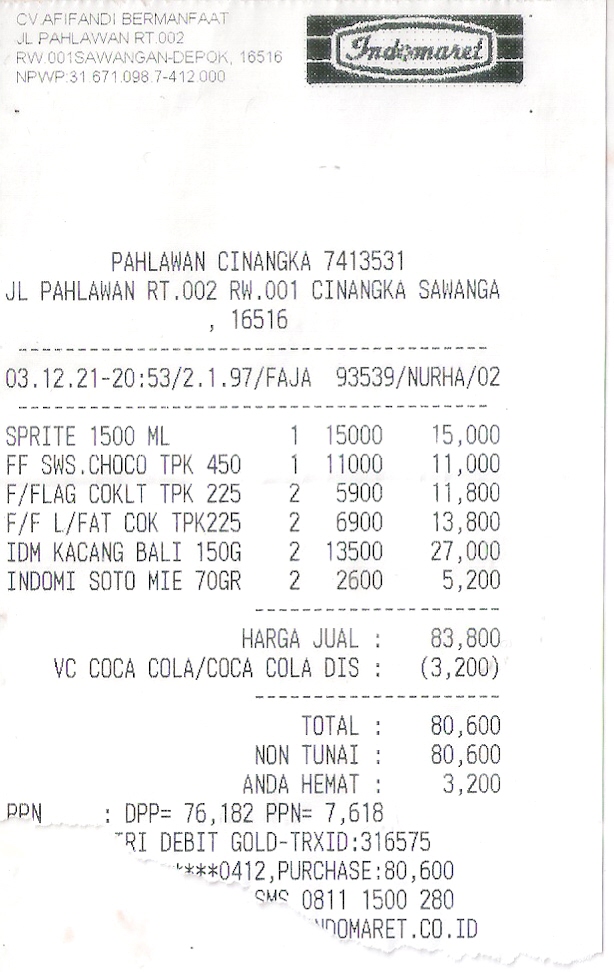 CV AFIFANDI BERMANFAAT
JL PAHLAWAN RT.002
RW.001SAWANGAN-DEPOK, 16516
NPWP:31.671.098.7-412.000
Indomaret
PAHLAWAN CINANGKA 7413531
JL PAHLAWAN RT.002 RW.001 CINANGKA SAWANGA
, 16516
03.12.21-20:53/2.1.97/FAJA 93539/NURHA/02
SPRITE 1500 ML 1 15000 15,000
FF SWS.CHOCO TPK 450 1 11000 11,000
F/FLAG COKLT TPK 225 2 5900 11,800
F/F L/FAT COK TPK225 2 6900 13,800
IDM KACANG BALI 150G 2 13500 27,000
INDOMI SOTO MIE 70GR 2 2600 5,200
HARGA JUAL : 83,800
VC COCA COLA/COCA COLA DIS : (3,200)
TOTAL : 80,600
NON TUNAI : 80,600
ANDA HEMAT : 3,200
PPN : DPP= 76,182 PPN= 7,618
RI DEBIT GOLD-TRXID:316575
****0412,PURCHASE:80,600
SMS 0811 1500 280
NDOMARET.CO.ID